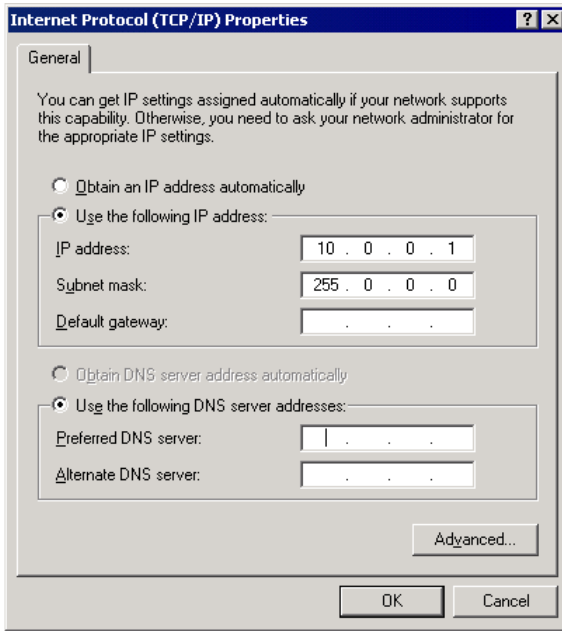 Internet Protocol (TCP/IP) Properties
General
You can get IP settings assigned automatically if your network supports
this capability. Otherwise, you need to ask your network administrator for
the appropriate IP settings.
Obtain an IP address automatically
Use the following IP address:
IP address: 10 . 0 . 0 . 1
Subnet mask: 255 . 0 . 0 . 0
Default gateway: . . .
Obtain DNS server address automatically
Use the following DNS server addresses:
Preferred DNS server: . . .
Alternate DNS server: . . .
Advanced...
OK Cancel